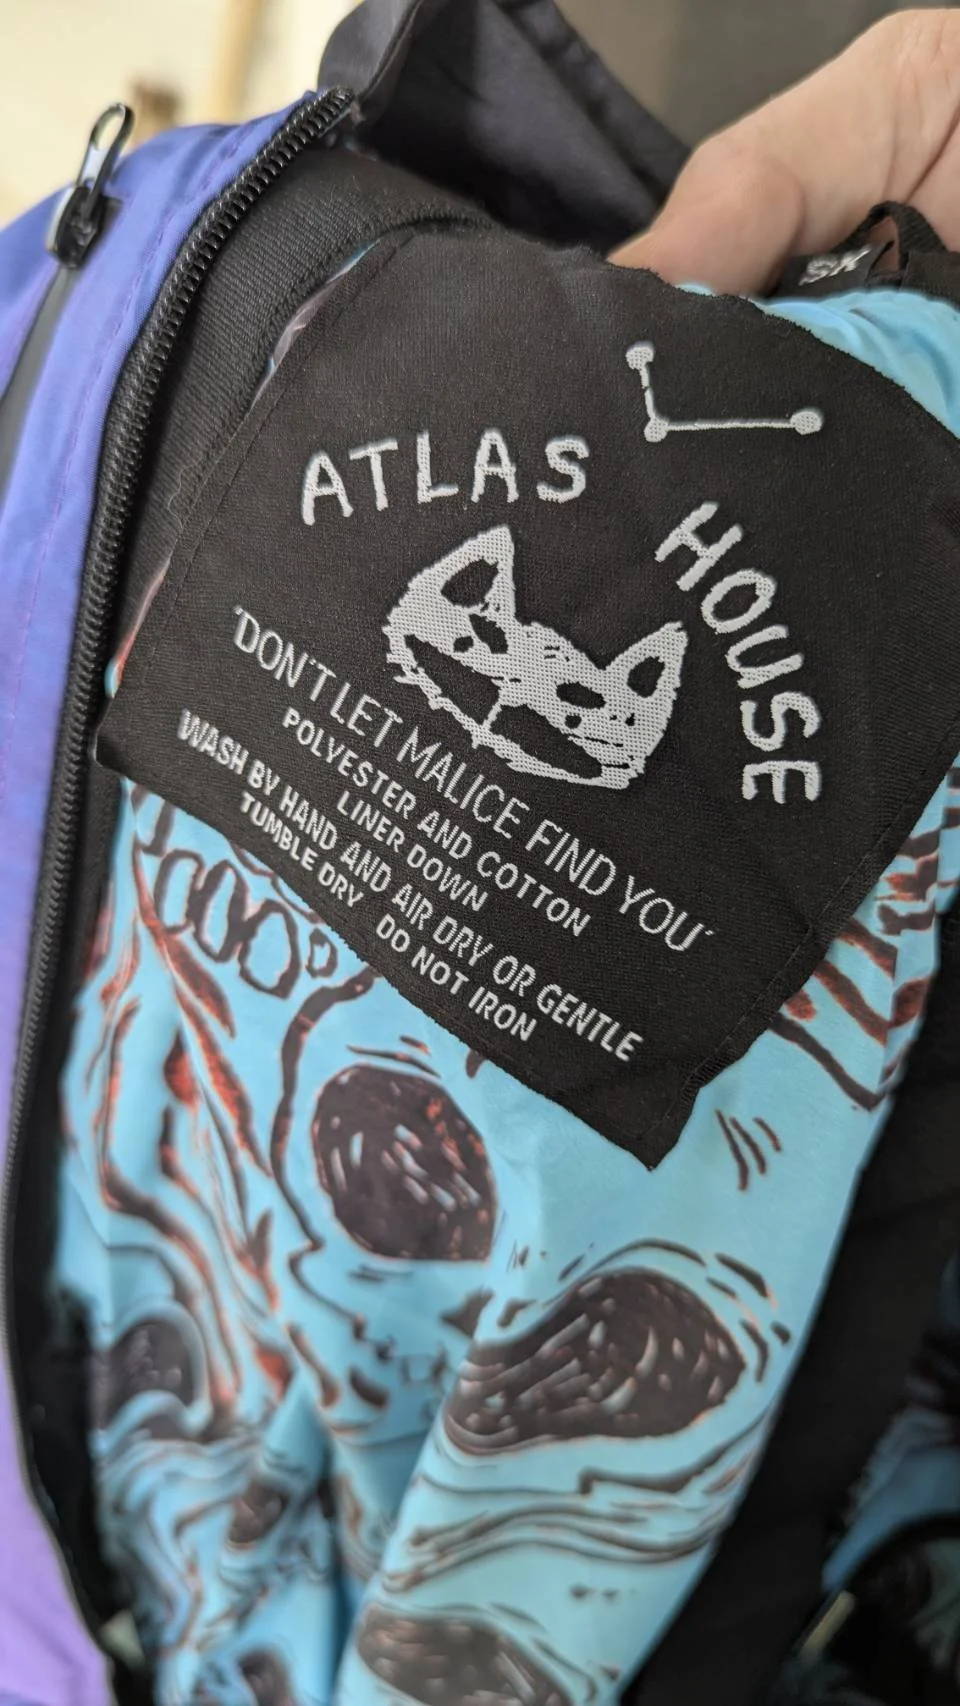 SK
ATLAS HOUSE
'DON'T LET MALICE FIND YOU'
POLYESTER AND COTTON
LINER DOWN
WASH BY HAND AND AIR DRY OR GENTLE
TUMBLE DRY DO NOT IRON